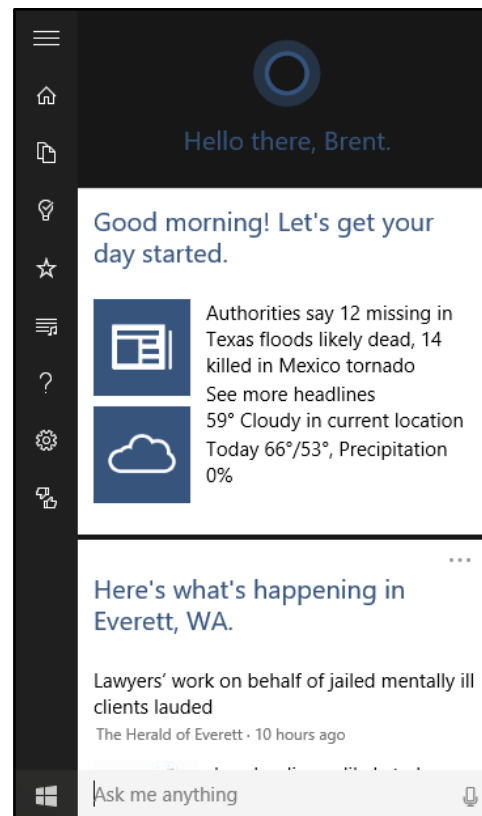 Hello there, Brent.
Good morning! Let's get your
day started.
Authorities say 12 missing in
Texas floods likely dead, 14
killed in Mexico tornado
See more headlines
59° Cloudy in current location
Today 66°/53°, Precipitation
0%
Here's what's happening in
Everett, WA.
Lawyers' work on behalf of jailed mentally ill
clients lauded
The Herald of Everett · 10 hours ago
Ask me anything